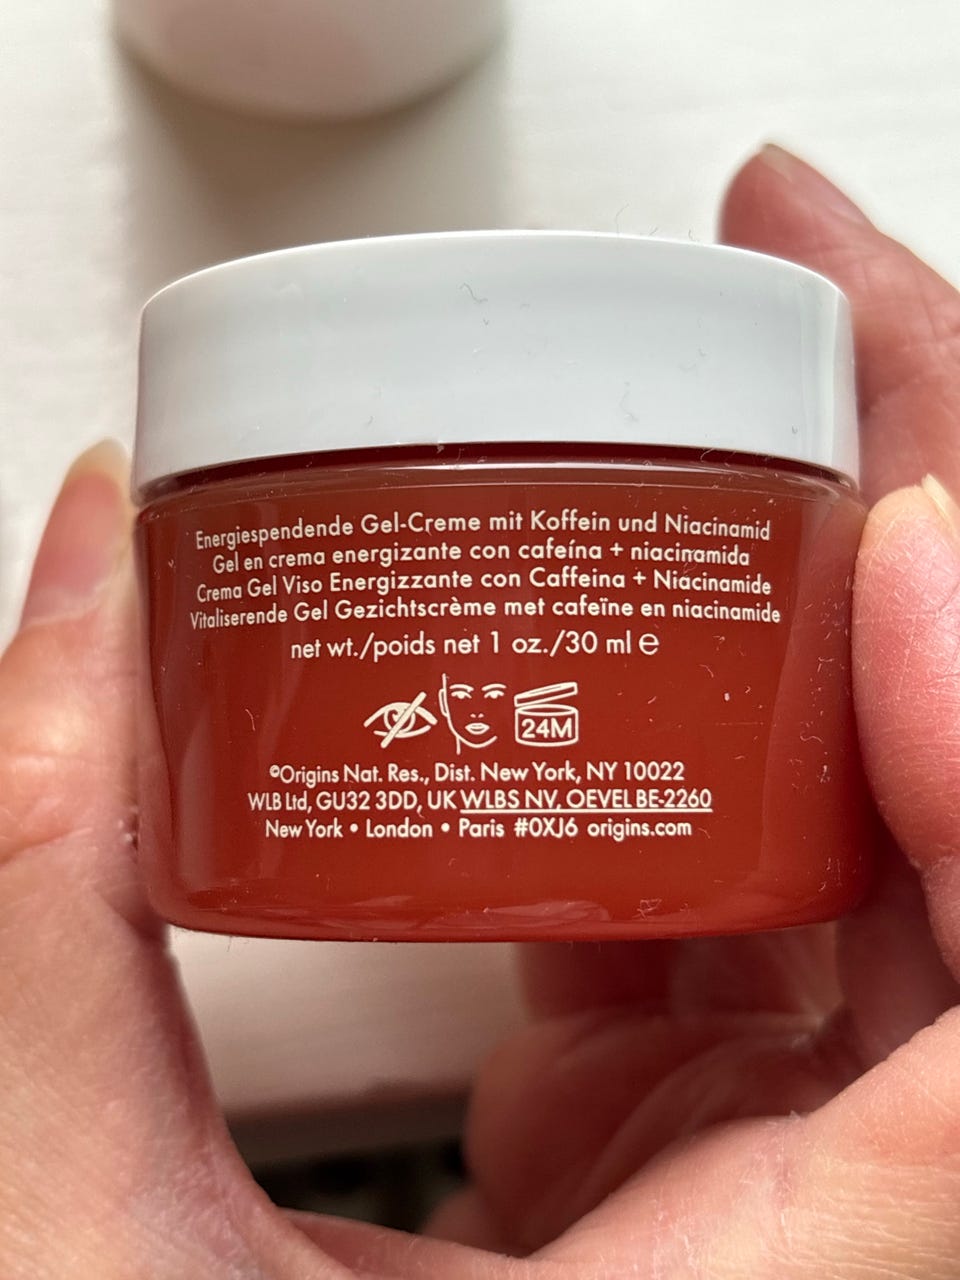 Energiespendende Gel-Creme mit Koffein und Niacinamid
Gel en crema energizante con cafeína + niacinamida
Crema Gel Viso Energizzante con Caffeina + Niacinamide
Vitaliserende Gel Gezichtscrème met cafeïne en niacinamide
net wt./poids net 1 oz./30 ml ℮
24M
©Origins Nat. Res., Dist. New York, NY 10022
WLB Ltd, GU32 3DD, UK WLBS NV, OEVEL BE-2260
New York • London • Paris #0XJ6 origins.com